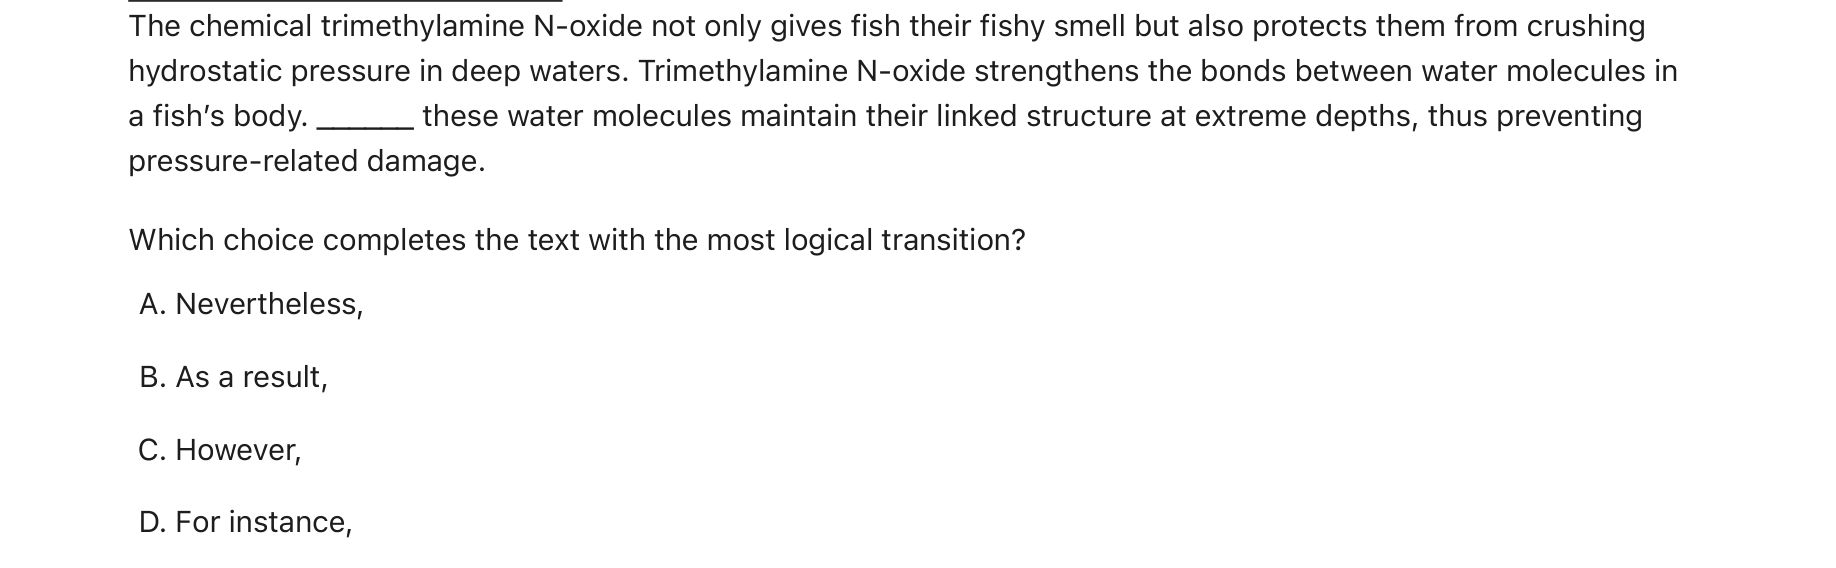 The chemical trimethylamine N-oxide not only gives fish their fishy smell but also protects them from crushing
hydrostatic pressure in deep waters. Trimethylamine N-oxide strengthens the bonds between water molecules in
a fish’s body. ______ these water molecules maintain their linked structure at extreme depths, thus preventing
pressure-related damage.
Which choice completes the text with the most logical transition?
A. Nevertheless,
B. As a result,
C. However,
D. For instance,